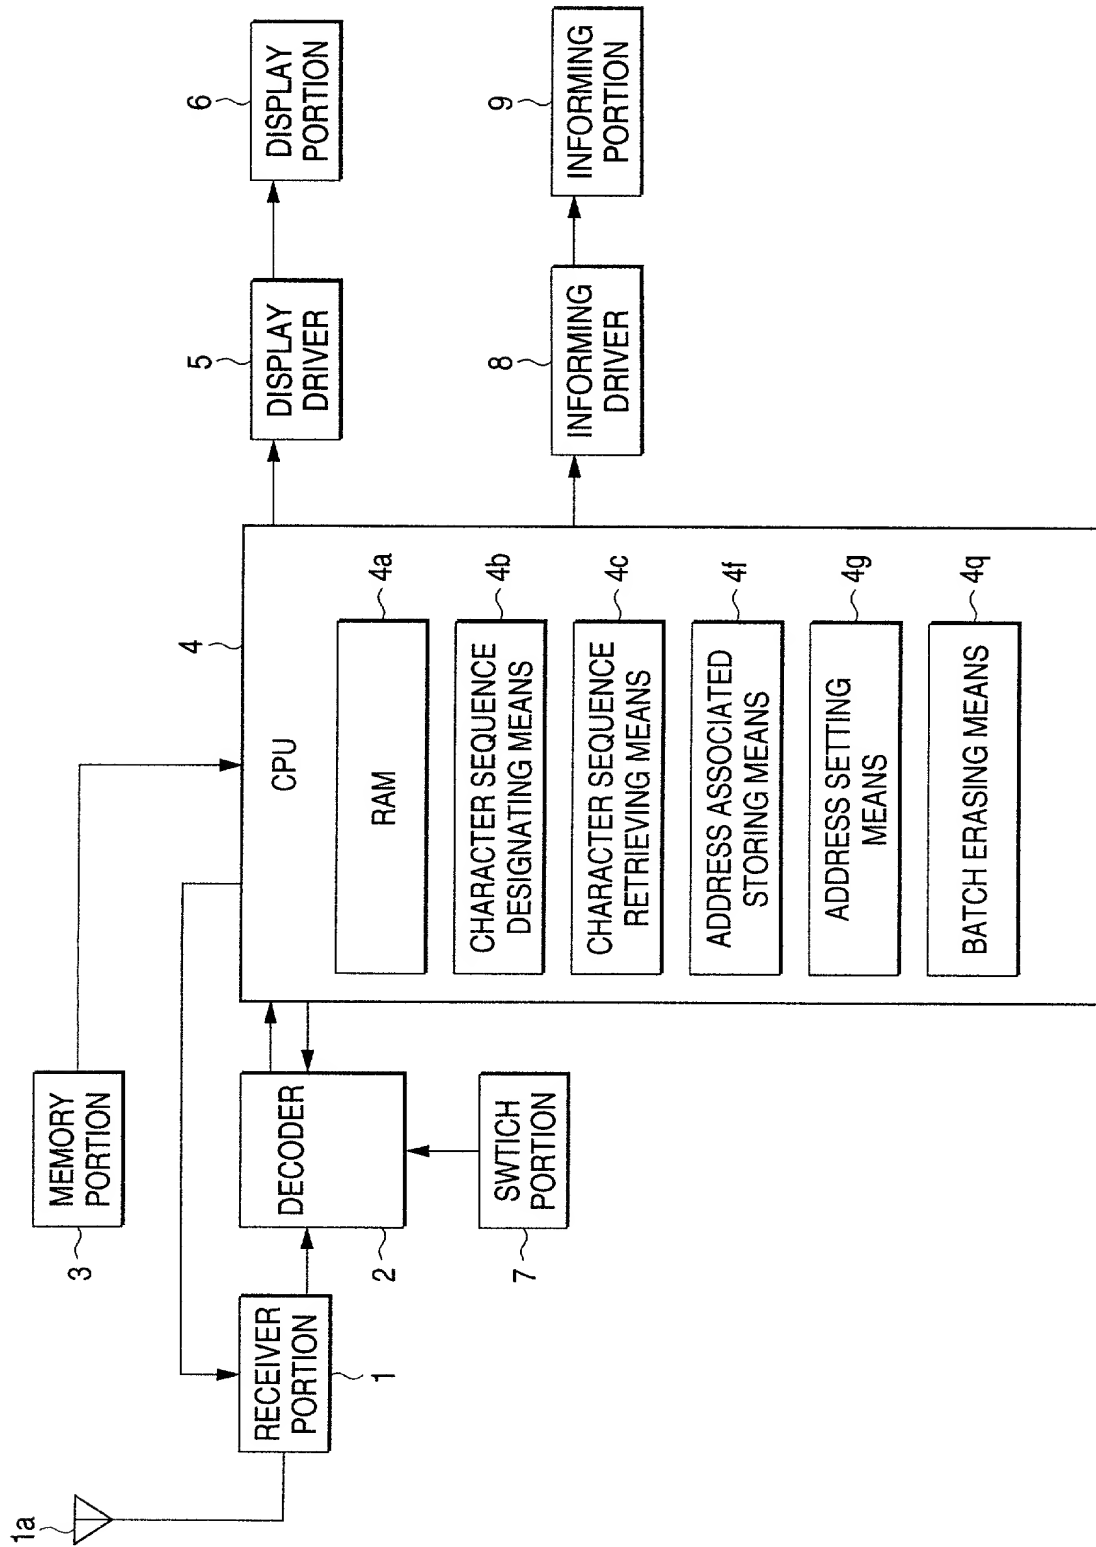 1a
RECEIVER
PORTION
1
MEMORY
PORTION
3
DECODER
2
SWTICH
PORTION
7
4
CPU
RAM
4a
CHARACTER SEQUENCE
DESIGNATING MEANS
4b
CHARACTER SEQUENCE
RETRIEVING MEANS
4c
ADDRESS ASSOCIATED
STORING MEANS
4f
ADDRESS SETTING
MEANS
4g
BATCH ERASING MEANS
4q
DISPLAY
DRIVER
5
DISPLAY
PORTION
6
INFORMING
DRIVER
8
INFORMING
PORTION
9